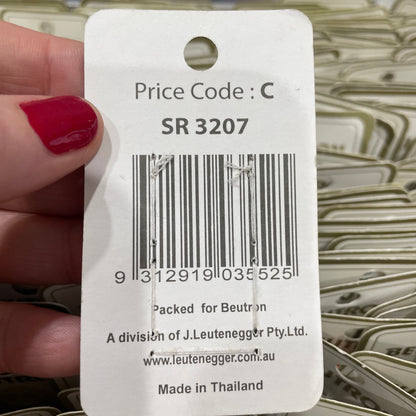 Price Code : C
SR 3207
9 312919 035525
Packed for Beutron
A division of J.Leutenegger Pty.Ltd.
www.leutenegger.com.au
Made in Thailand